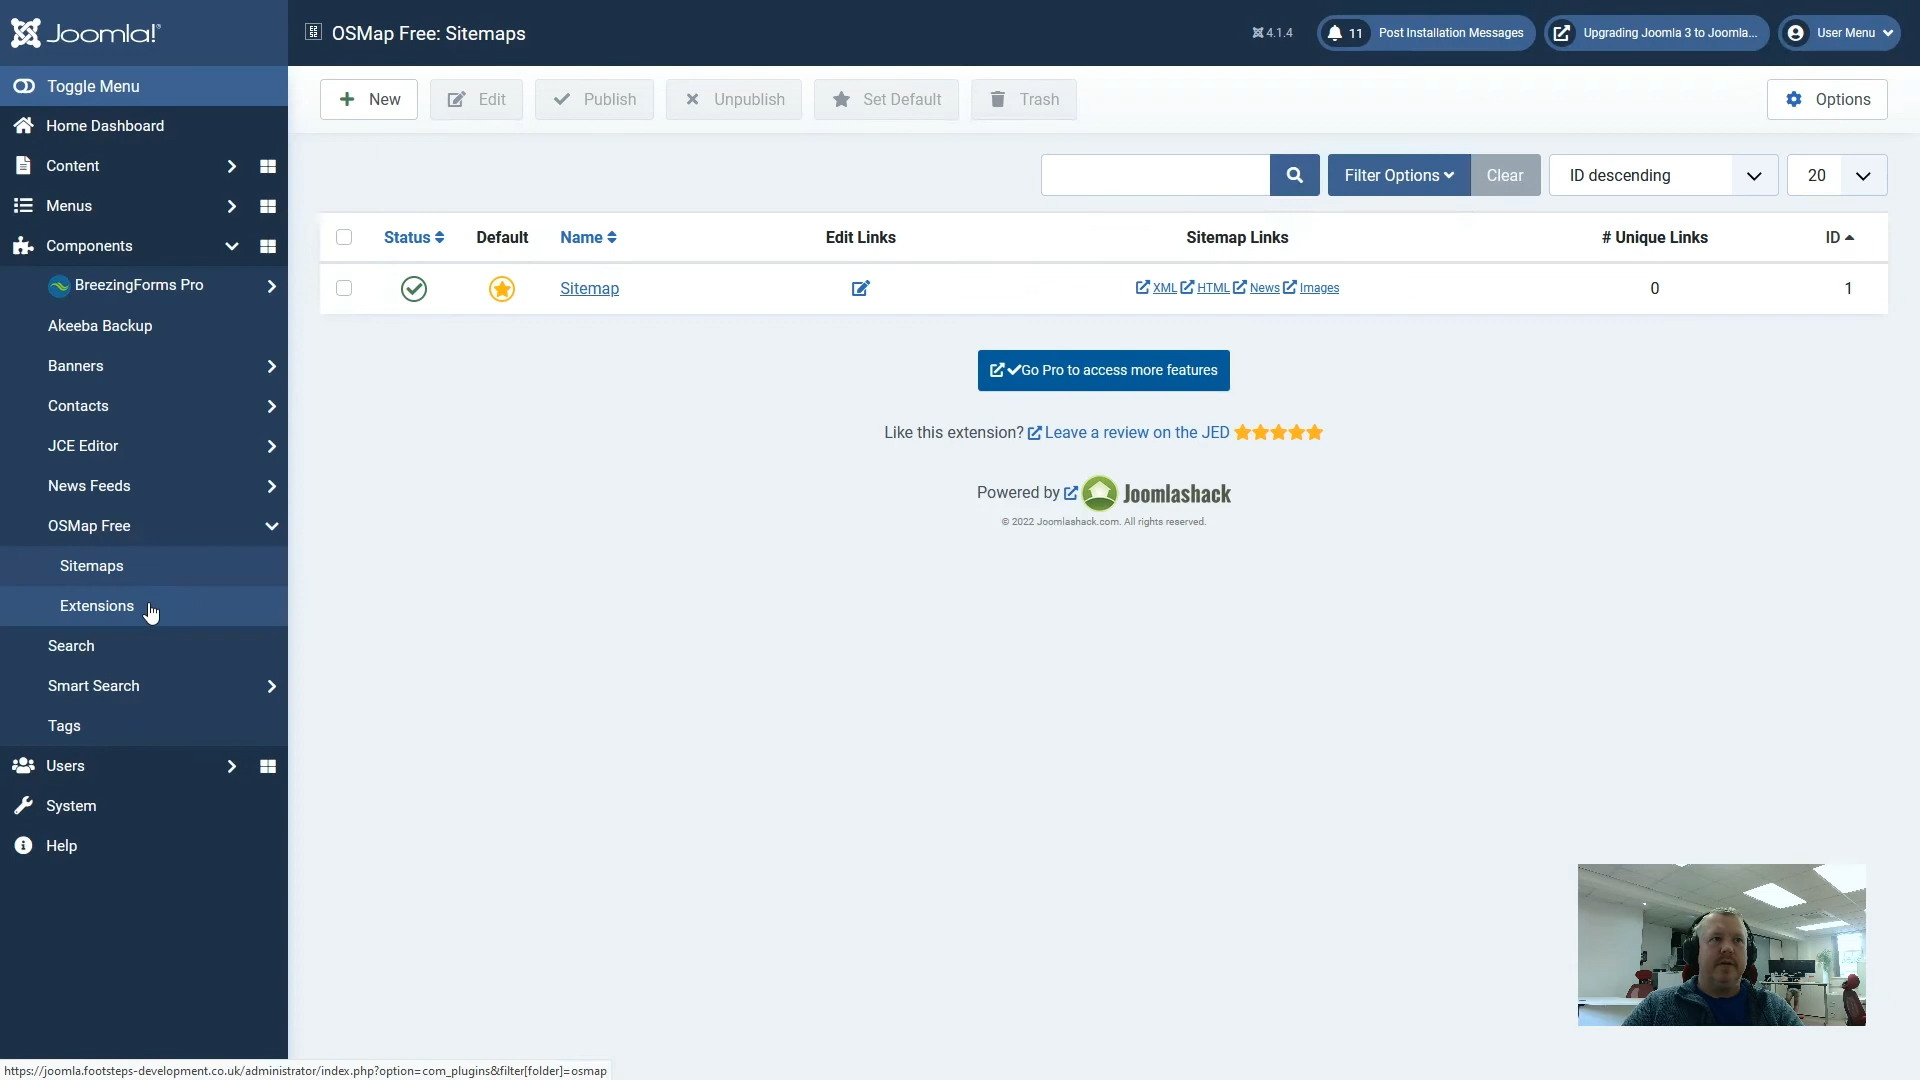 Joomla!
OSMap Free: Sitemaps
4.1.4
11 Post Installation Messages
Upgrading Joomla 3 to Joomla...
User Menu
Toggle Menu
Home Dashboard
Content
Menus
Components
BreezingForms Pro
Akeeba Backup
Banners
Contacts
JCE Editor
News Feeds
OSMap Free
Sitemaps
Extensions
Search
Smart Search
Tags
Users
System
Help
New
Edit
Publish
Unpublish
Set Default
Trash
Options
Filter Options
Clear
ID descending
20
Status Default Name Edit Links Sitemap Links # Unique Links ID
Sitemap XML HTML News Images 0 1
Go Pro to access more features
Like this extension? Leave a review on the JED
Powered by Joomlashack
© 2022 Joomlashack.com. All rights reserved.
https://joomla.footsteps-development.co.uk/administrator/index.php?option=com_plugins&filter[folder]=osmap